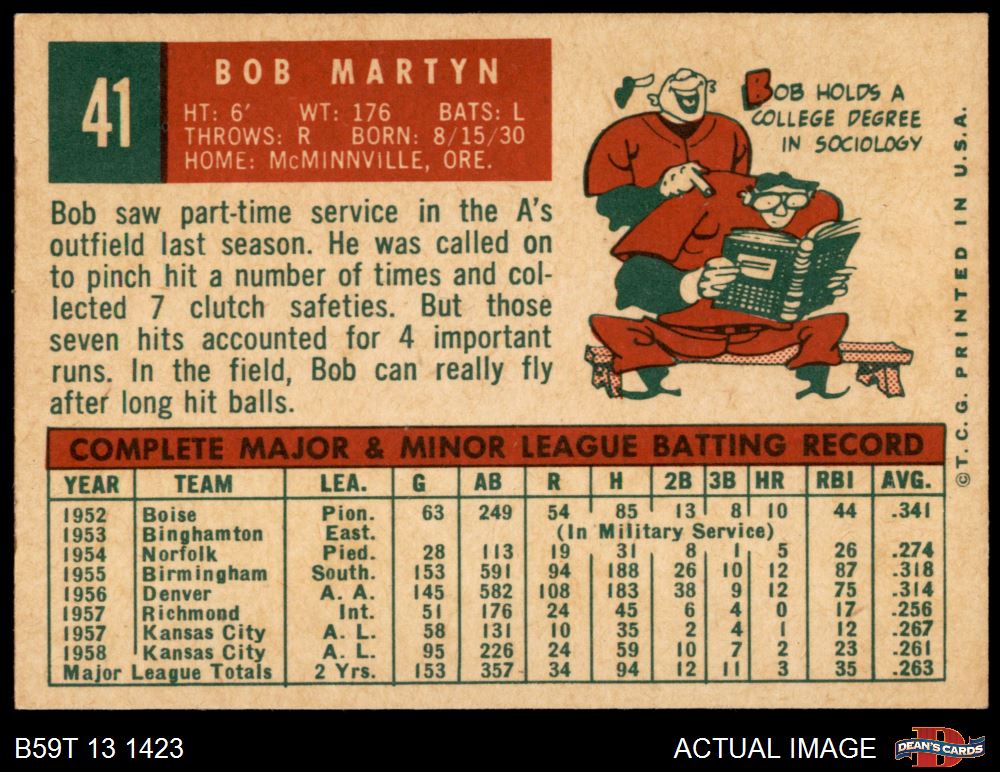 41
BOB MARTYN
HT: 6' WT: 176 BATS: L
THROWS: R BORN: 8/15/30
HOME: MCMINNVILLE, ORE.
BOB HOLDS A
COLLEGE DEGREE
IN SOCIOLOGY
Bob saw part-time service in the A's
outfield last season. He was called on
to pinch hit a number of times and col-
lected 7 clutch safeties. But those
seven hits accounted for 4 important
runs. In the field, Bob can really fly
after long hit balls.
©T.C.G. PRINTED IN U.S.A.
COMPLETE MAJOR & MINOR LEAGUE BATTING RECORD
YEAR TEAM LEA. G AB R H 2B 3B HR RBI AVG.
1952 Boise Pion. 63 249 54 85 13 8 10 44 .341
1953 Binghamton East. (In Military Service)
1954 Norfolk Pied. 28 113 19 31 8 1 5 26 .274
1955 Birmingham South. 153 591 94 188 26 10 12 87 .318
1956 Denver A. A. 145 582 108 183 38 9 12 75 .314
1957 Richmond Int. 51 176 24 45 6 4 0 17 .256
1957 Kansas City A. L. 58 131 10 35 2 4 1 12 .267
1958 Kansas City A. L. 95 226 24 59 10 7 2 23 .261
Major League Totals 2 Yrs. 153 357 34 94 12 11 3 35 .263
B59T 13 1423
ACTUAL IMAGE
D
DEAN'S CARDS